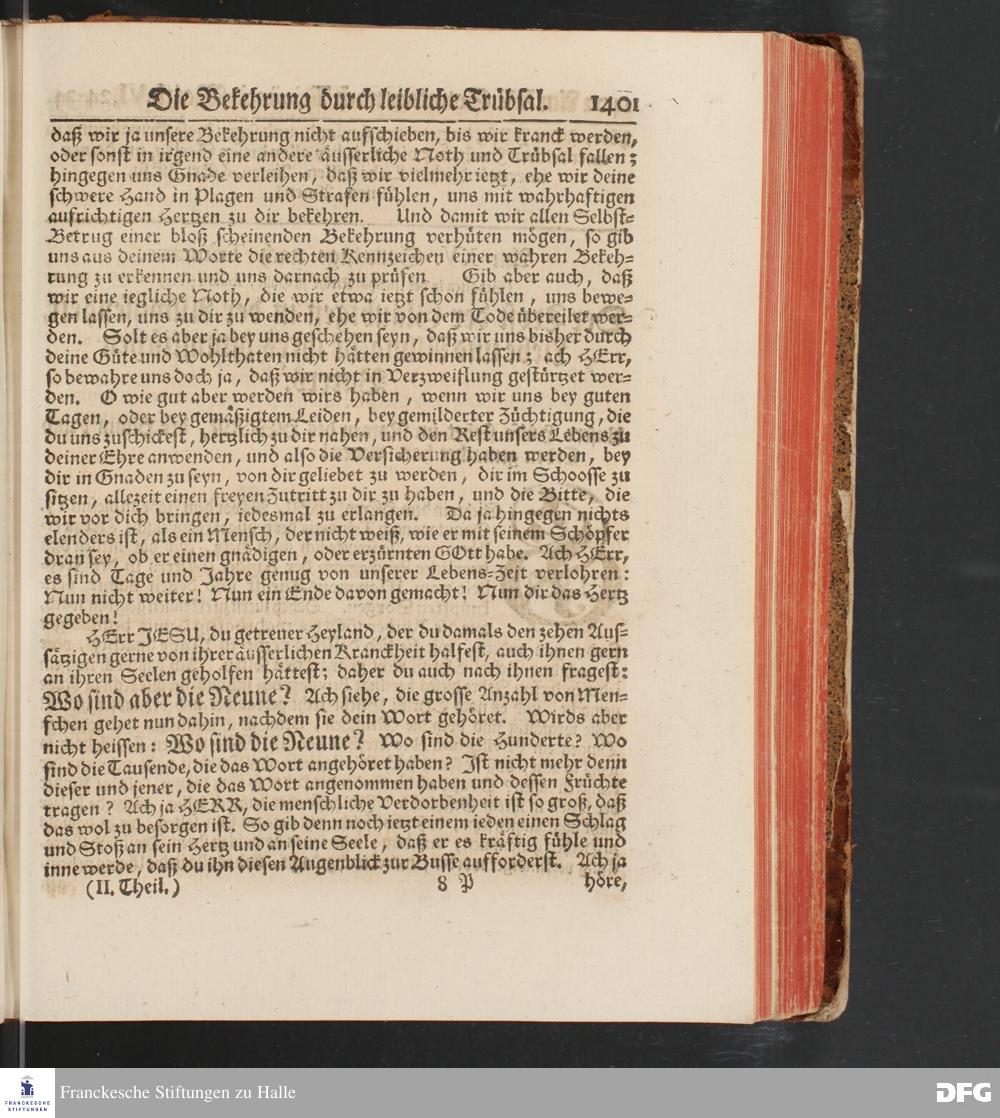 Die Bekehrung durch leibliche Trübsal. 1401
daß wir ja unsere Bekehrung nicht aufschieben, bis wir kranck werden,
oder sonst in irgend eine andere äusserliche Noth und Trübsal fallen;
hingegen uns Gnade verleihen, daß wir vielmehr ietzt, ehe wir deine
schwere Hand in Plagen und Strafen fühlen, uns mit wahrhaftigen
aufrichtigen Hertzen zu dir bekehren. Und damit wir allen Selbst-
Betrug einer bloß scheinenden Bekehrung verhüten mögen, so gib
uns aus deinem Worte die rechten Kennzeichen einer wahren Bekeh-
rung zu erkennen und uns darnach zu prüfen. Gib aber auch, daß
wir eine iegliche Noth, die wir etwa ietzt schon fühlen, uns bewe-
gen lassen, uns zu dir zu wenden, ehe wir von dem Tode übereilet wer-
den. Solt es aber ja bey uns geschehen seyn, daß wir uns bisher durch
deine Güte und Wohlthaten nicht hätten gewinnen lassen; ach HErr,
so bewahre uns doch ja, daß wir nicht in Verzweiflung gestürtzet wer-
den. O wie gut aber werden wirs haben, wenn wir uns bey guten
Tagen, oder bey gemäßigtem Leiden, bey gemilderter Züchtigung, die
du uns zuschickest, hertzlich zu dir nahen, und den Rest unsers Lebens zu
deiner Ehre anwenden, und also die Versicherung haben werden, bey
dir in Gnaden zu seyn, von dir geliebet zu werden, dir im Schoosse zu
sitzen, allezeit einen freyen Zutritt zu dir zu haben, und die Bitte, die
wir vor dich bringen, iedesmal zu erlangen. Da ja hingegen nichts
elenders ist, als ein Mensch, der nicht weiß, wie er mit seinem Schöpfer
dran sey, ob er einen gnädigen, oder erzürnten GOtt habe. Ach HErr,
es sind Tage und Jahre genug von unserer Lebens-Zeit verlohren:
Nun nicht weiter! Nun ein Ende davon gemacht! Nun dir das Hertz
gegeben!
HErr JESU, du getreuer Heyland, der du damals den zehen Aus-
sätzigen gerne von ihrer äusserlichen Kranckheit halfest, auch ihnen gern
an ihren Seelen geholfen hättest; daher du auch nach ihnen fragest:
Wo sind aber die Neune? Ach siehe, die grosse Anzahl von Men-
schen gehet nun dahin, nachdem sie dein Wort gehöret. Wirds aber
nicht heissen: Wo sind die Neune? Wo sind die Hunderte? Wo
sind die Tausende, die das Wort angehöret haben? Ist nicht mehr denn
dieser und jener, die das Wort angenommen haben und dessen Früchte
tragen? Ach ja HERR, die menschliche Verdorbenheit ist so groß, daß
das wol zu besorgen ist. So gib denn noch ietzt einem ieden einen Schlag
und Stoß an sein Hertz und an seine Seele, daß er es kräftig fühle und
inne werde, daß du ihn diesen Augenblick zur Busse aufforderst. Ach ja
(II. Theil.) 8 P höre,
FRANCKESCHE STIFTUNGEN
Franckesche Stiftungen zu Halle
DFG